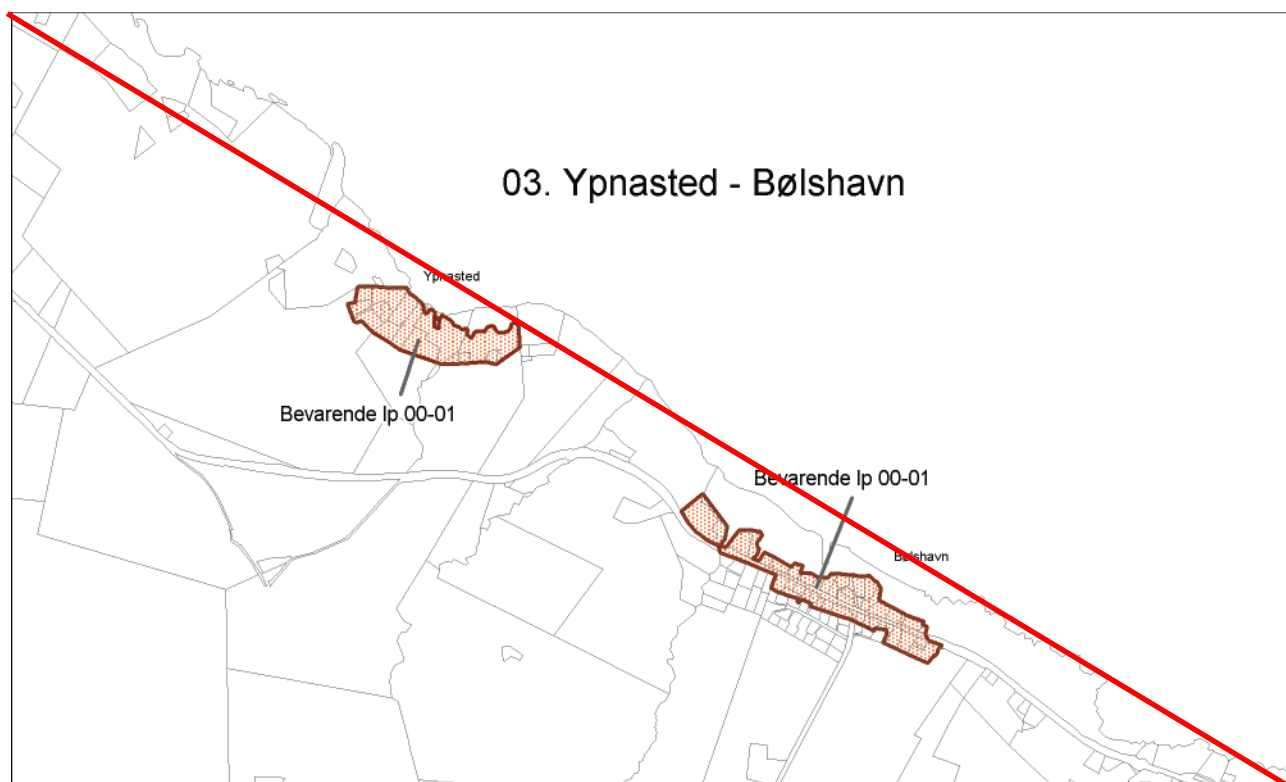 03. Ypnasted - Bølshavn
Ypnasted
Bevarende lp 00-01
Bevarende lp 00-01
Bølshavn